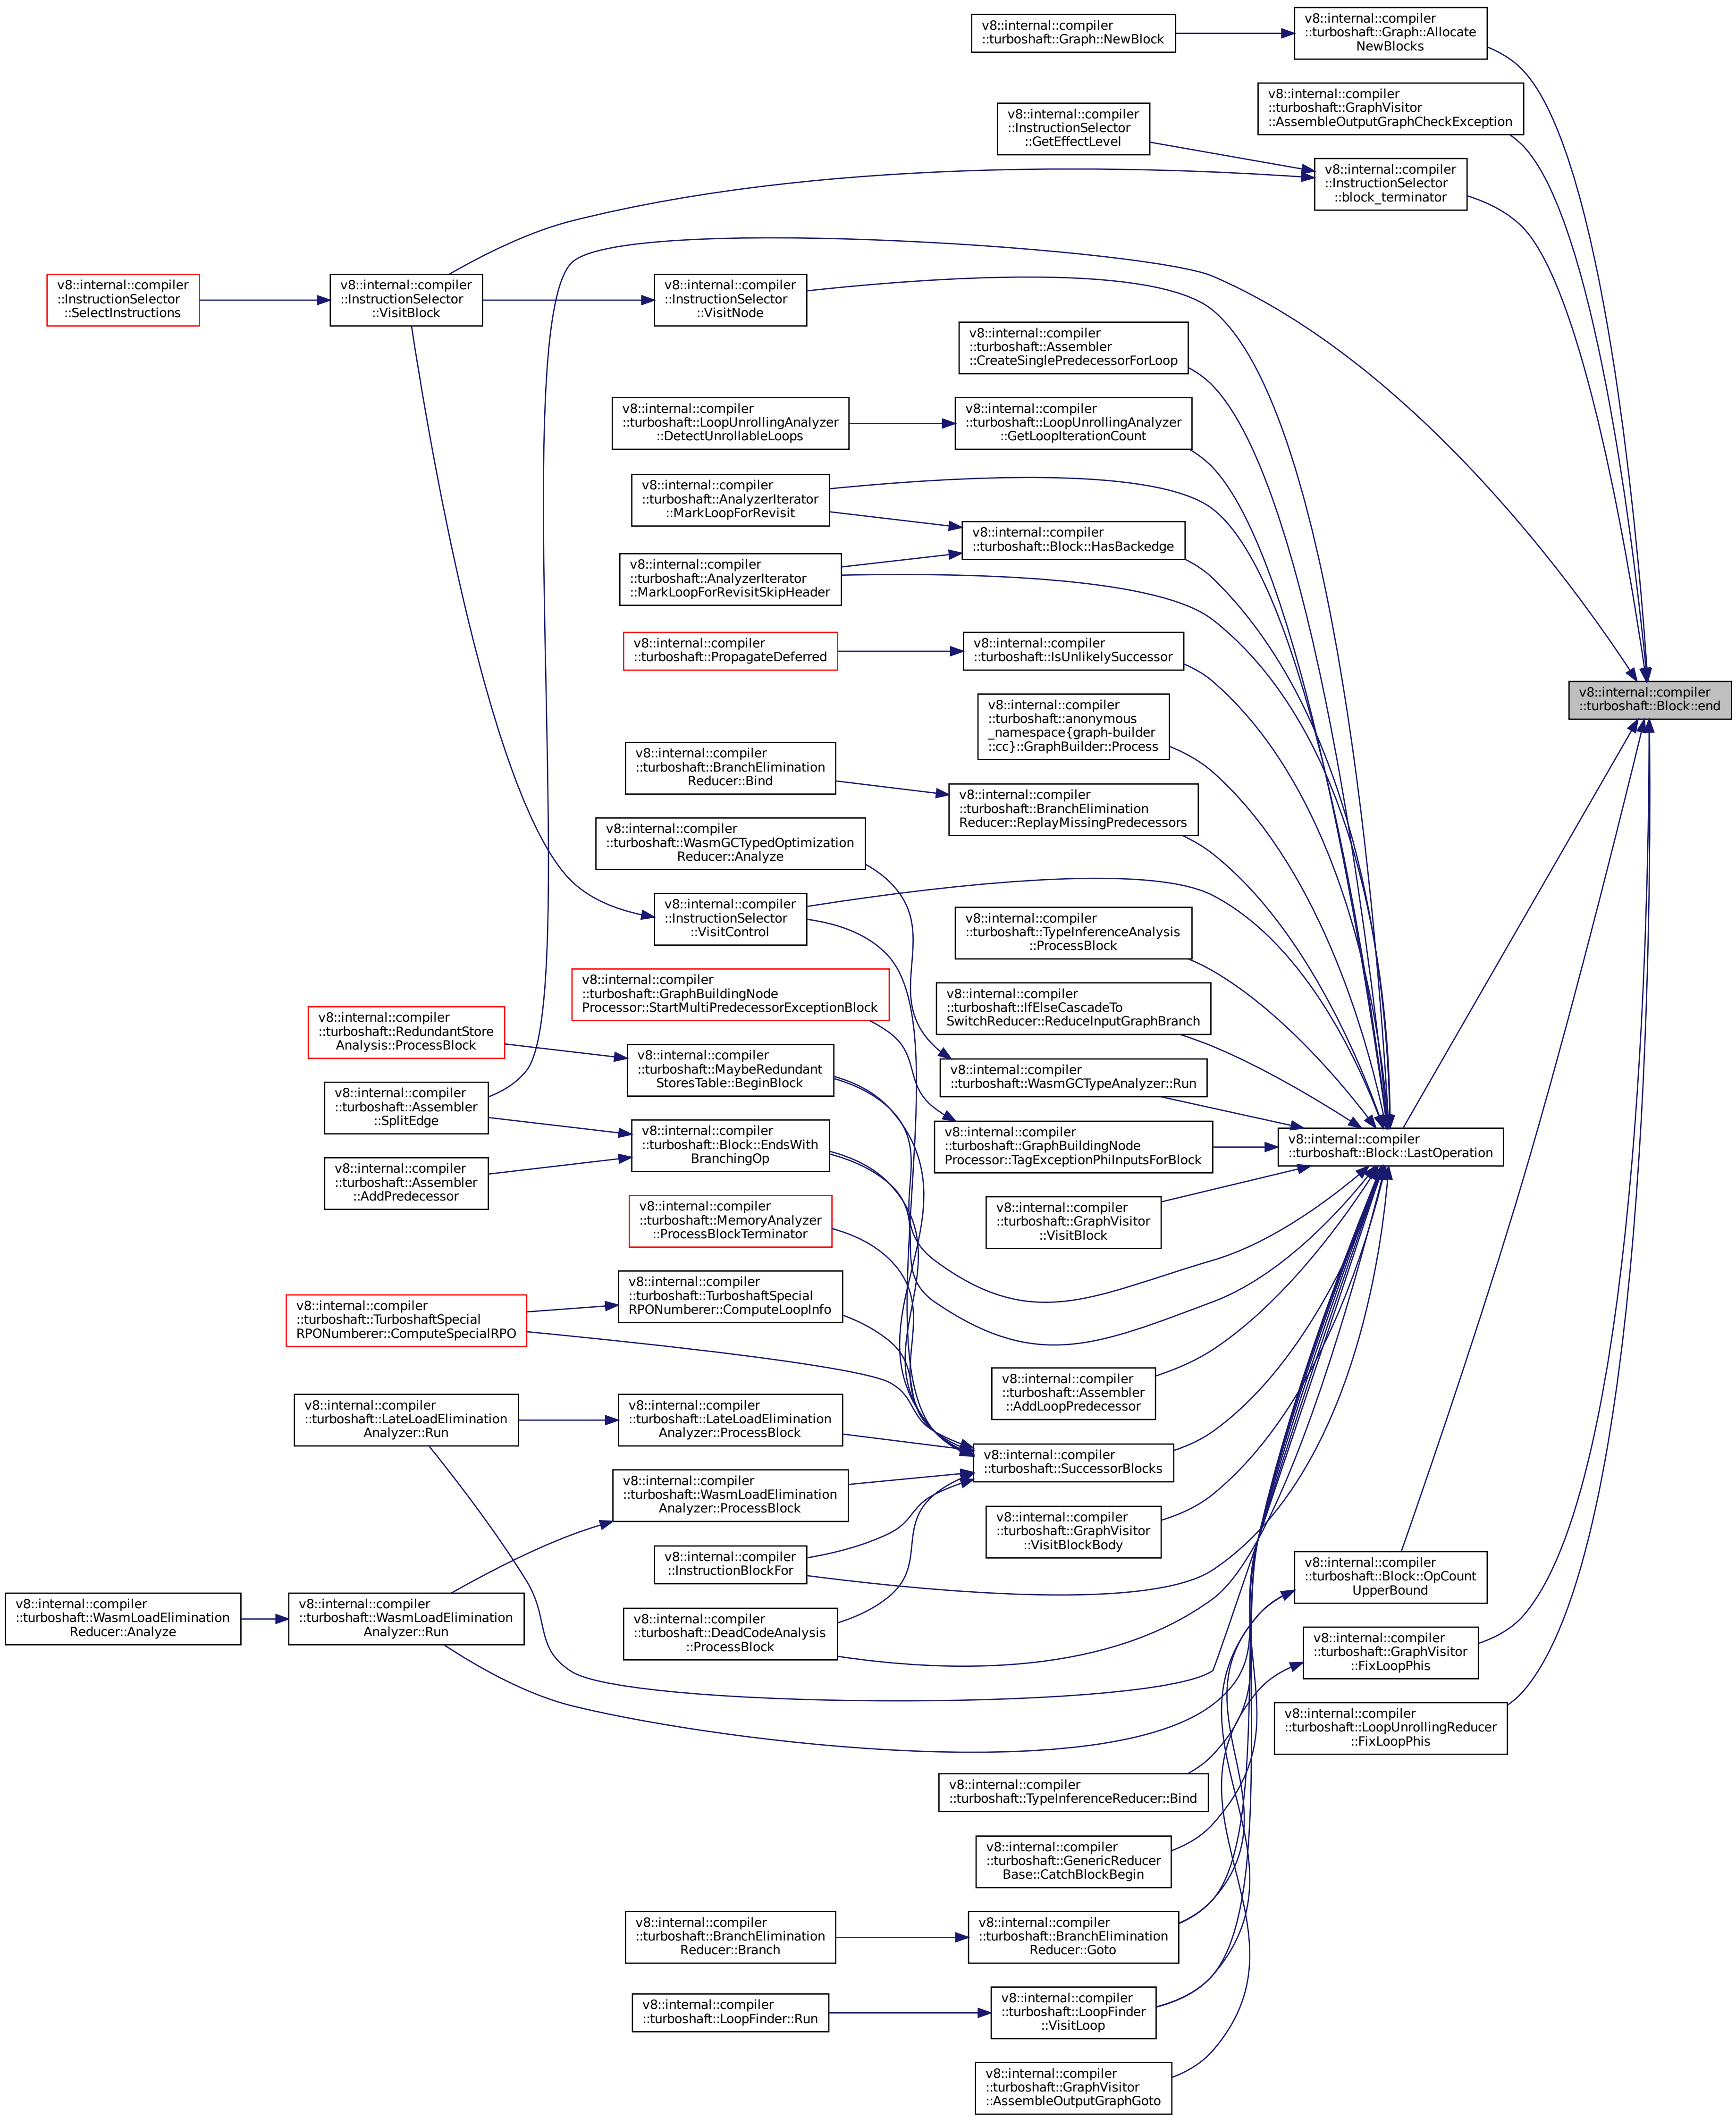 v8::internal::compiler
::turboshaft::Graph::NewBlock
v8::internal::compiler
::turboshaft::Graph::Allocate
NewBlocks
v8::internal::compiler
::turboshaft::GraphVisitor
::AssembleOutputGraphCheckException
v8::internal::compiler
::InstructionSelector
::GetEffectLevel
v8::internal::compiler
::InstructionSelector
::block_terminator
v8::internal::compiler
::InstructionSelector
::SelectInstructions
v8::internal::compiler
::InstructionSelector
::VisitBlock
v8::internal::compiler
::InstructionSelector
::VisitNode
v8::internal::compiler
::turboshaft::Assembler
::CreateSinglePredecessorForLoop
v8::internal::compiler
::turboshaft::LoopUnrollingAnalyzer
::DetectUnrollableLoops
v8::internal::compiler
::turboshaft::LoopUnrollingAnalyzer
::GetLoopIterationCount
v8::internal::compiler
::turboshaft::AnalyzerIterator
::MarkLoopForRevisit
v8::internal::compiler
::turboshaft::Block::HasBackedge
v8::internal::compiler
::turboshaft::AnalyzerIterator
::MarkLoopForRevisitSkipHeader
v8::internal::compiler
::turboshaft::PropagateDeferred
v8::internal::compiler
::turboshaft::IsUnlikelySuccessor
v8::internal::compiler
::turboshaft::Block::end
v8::internal::compiler
::turboshaft::anonymous
_namespace{graph-builder
::cc}::GraphBuilder::Process
v8::internal::compiler
::turboshaft::BranchElimination
Reducer::Bind
v8::internal::compiler
::turboshaft::BranchElimination
Reducer::ReplayMissingPredecessors
v8::internal::compiler
::turboshaft::WasmGCTypedOptimization
Reducer::Analyze
v8::internal::compiler
::InstructionSelector
::VisitControl
v8::internal::compiler
::turboshaft::TypeInferenceAnalysis
::ProcessBlock
v8::internal::compiler
::turboshaft::GraphBuildingNode
Processor::StartMultiPredecessorExceptionBlock
v8::internal::compiler
::turboshaft::IfElseCascadeTo
SwitchReducer::ReduceInputGraphBranch
v8::internal::compiler
::turboshaft::RedundantStore
Analysis::ProcessBlock
v8::internal::compiler
::turboshaft::MaybeRedundant
StoresTable::BeginBlock
v8::internal::compiler
::turboshaft::WasmGCTypeAnalyzer::Run
v8::internal::compiler
::turboshaft::Assembler
::SplitEdge
v8::internal::compiler
::turboshaft::Block::EndsWith
BranchingOp
v8::internal::compiler
::turboshaft::GraphBuildingNode
Processor::TagExceptionPhiInputsForBlock
v8::internal::compiler
::turboshaft::Block::LastOperation
v8::internal::compiler
::turboshaft::Assembler
::AddPredecessor
v8::internal::compiler
::turboshaft::MemoryAnalyzer
::ProcessBlockTerminator
v8::internal::compiler
::turboshaft::GraphVisitor
::VisitBlock
v8::internal::compiler
::turboshaft::TurboshaftSpecial
RPONumberer::ComputeSpecialRPO
v8::internal::compiler
::turboshaft::TurboshaftSpecial
RPONumberer::ComputeLoopInfo
v8::internal::compiler
::turboshaft::Assembler
::AddLoopPredecessor
v8::internal::compiler
::turboshaft::LateLoadElimination
Analyzer::Run
v8::internal::compiler
::turboshaft::LateLoadElimination
Analyzer::ProcessBlock
v8::internal::compiler
::turboshaft::SuccessorBlocks
v8::internal::compiler
::turboshaft::WasmLoadElimination
Analyzer::ProcessBlock
v8::internal::compiler
::turboshaft::GraphVisitor
::VisitBlockBody
v8::internal::compiler
::InstructionBlockFor
v8::internal::compiler
::turboshaft::Block::OpCount
UpperBound
v8::internal::compiler
::turboshaft::WasmLoadElimination
Reducer::Analyze
v8::internal::compiler
::turboshaft::WasmLoadElimination
Analyzer::Run
v8::internal::compiler
::turboshaft::DeadCodeAnalysis
::ProcessBlock
v8::internal::compiler
::turboshaft::GraphVisitor
::FixLoopPhis
v8::internal::compiler
::turboshaft::LoopUnrollingReducer
::FixLoopPhis
v8::internal::compiler
::turboshaft::TypeInferenceReducer::Bind
v8::internal::compiler
::turboshaft::GenericReducer
Base::CatchBlockBegin
v8::internal::compiler
::turboshaft::BranchElimination
Reducer::Branch
v8::internal::compiler
::turboshaft::BranchElimination
Reducer::Goto
v8::internal::compiler
::turboshaft::LoopFinder::Run
v8::internal::compiler
::turboshaft::LoopFinder
::VisitLoop
v8::internal::compiler
::turboshaft::GraphVisitor
::AssembleOutputGraphGoto